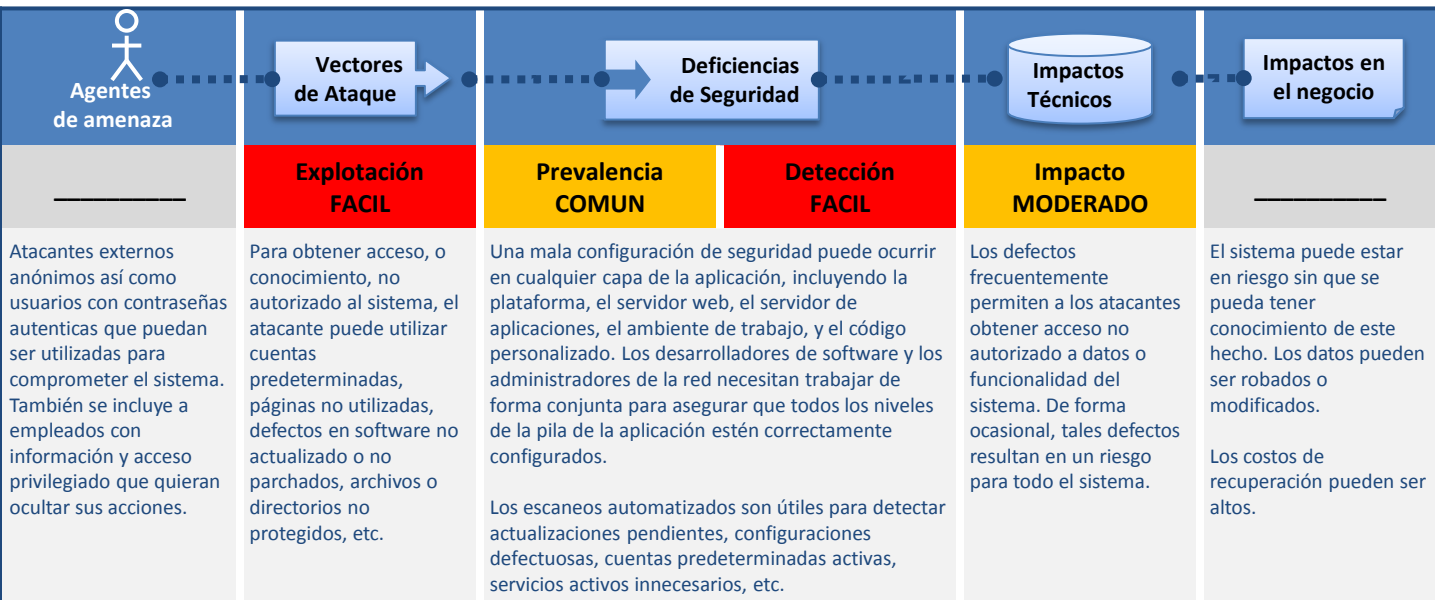 Agentes
de amenaza
Vectores
de Ataque
Deficiencias
de Seguridad
Impactos
Técnicos
Impactos en
el negocio
__________
Explotación
FACIL
Prevalencia
COMUN
Detección
FACIL
Impacto
MODERADO
__________
Atacantes externos
anónimos así como
usuarios con contraseñas
autenticas que puedan
ser utilizadas para
comprometer el sistema.
También se incluye a
empleados con
información y acceso
privilegiado que quieran
ocultar sus acciones.
Para obtener acceso, o
conocimiento, no
autorizado al sistema, el
atacante puede utilizar
cuentas
predeterminadas,
páginas no utilizadas,
defectos en software no
actualizado o no
parchados, archivos o
directorios no
protegidos, etc.
Una mala configuración de seguridad puede ocurrir
en cualquier capa de la aplicación, incluyendo la
plataforma, el servidor web, el servidor de
aplicaciones, el ambiente de trabajo, y el código
personalizado. Los desarrolladores de software y los
administradores de la red necesitan trabajar de
forma conjunta para asegurar que todos los niveles
de la pila de la aplicación estén correctamente
configurados.
Los escaneos automatizados son útiles para detectar
actualizaciones pendientes, configuraciones
defectuosas, cuentas predeterminadas activas,
servicios activos innecesarios, etc.
Los defectos
frecuentemente
permiten a los atacantes
obtener acceso no
autorizado a datos o
funcionalidad del
sistema. De forma
ocasional, tales defectos
resultan en un riesgo
para todo el sistema.
El sistema puede estar
en riesgo sin que se
pueda tener
conocimiento de este
hecho. Los datos pueden
ser robados o
modificados.
Los costos de
recuperación pueden ser
altos.